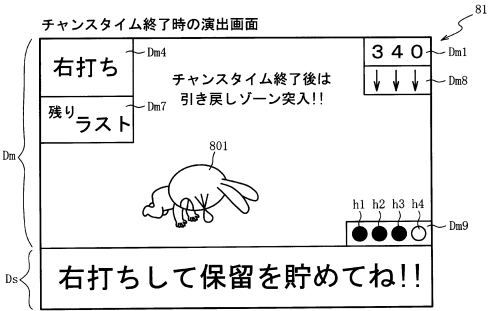 チャンスタイム終了時の演出画面
81
右打ち
Dm4
340
Dm1
↓↓↓
Dm8
チャンスタイム終了後は
引き戻しゾーン突入!!
残り
ラスト
Dm7
Dm
801
h1 h2 h3 h4
Dm9
Ds
右打ちして保留を貯めてね!!